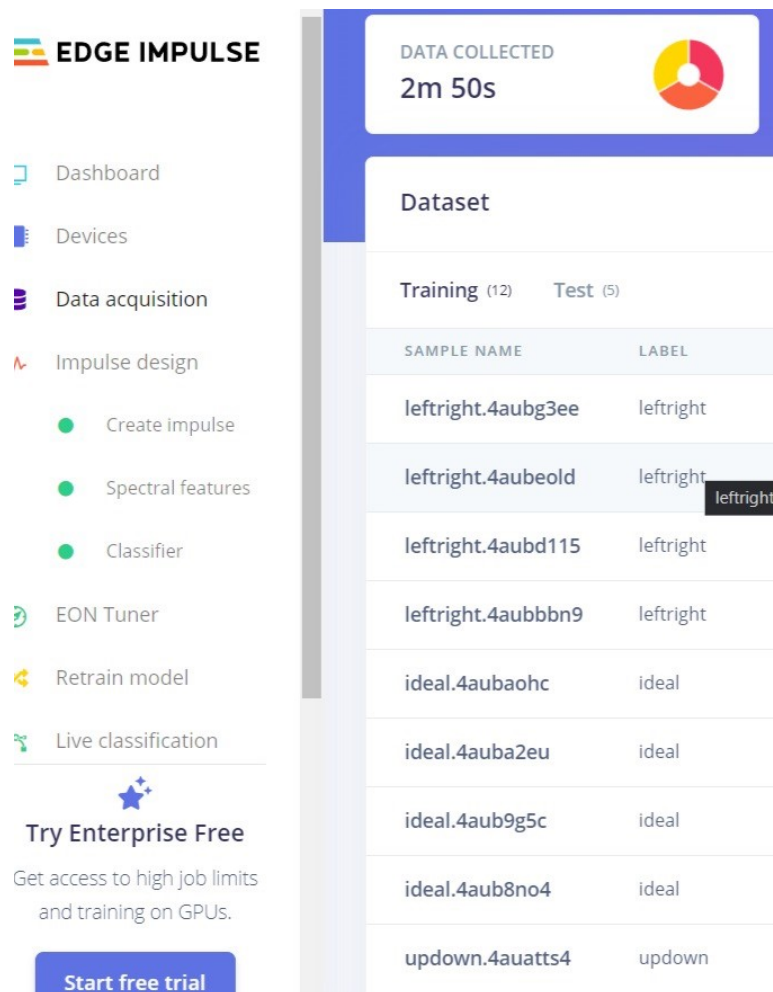 EDGE IMPULSE
Dashboard
Devices
Data acquisition
Impulse design
Create impulse
Spectral features
Classifier
EON Tuner
Retrain model
Live classification
Try Enterprise Free
Get access to high job limits
and training on GPUs.
Start free trial
DATA COLLECTED
2m 50s
Dataset
Training (12) Test (5)
SAMPLE NAME LABEL
leftright.4aubg3ee leftright
leftright.4aubeold leftright
leftright
leftright.4aubd115 leftright
leftright.4aubbbn9 leftright
ideal.4aubaohc ideal
ideal.4auba2eu ideal
ideal.4aub9g5c ideal
ideal.4aub8no4 ideal
updown.4auatts4 updown